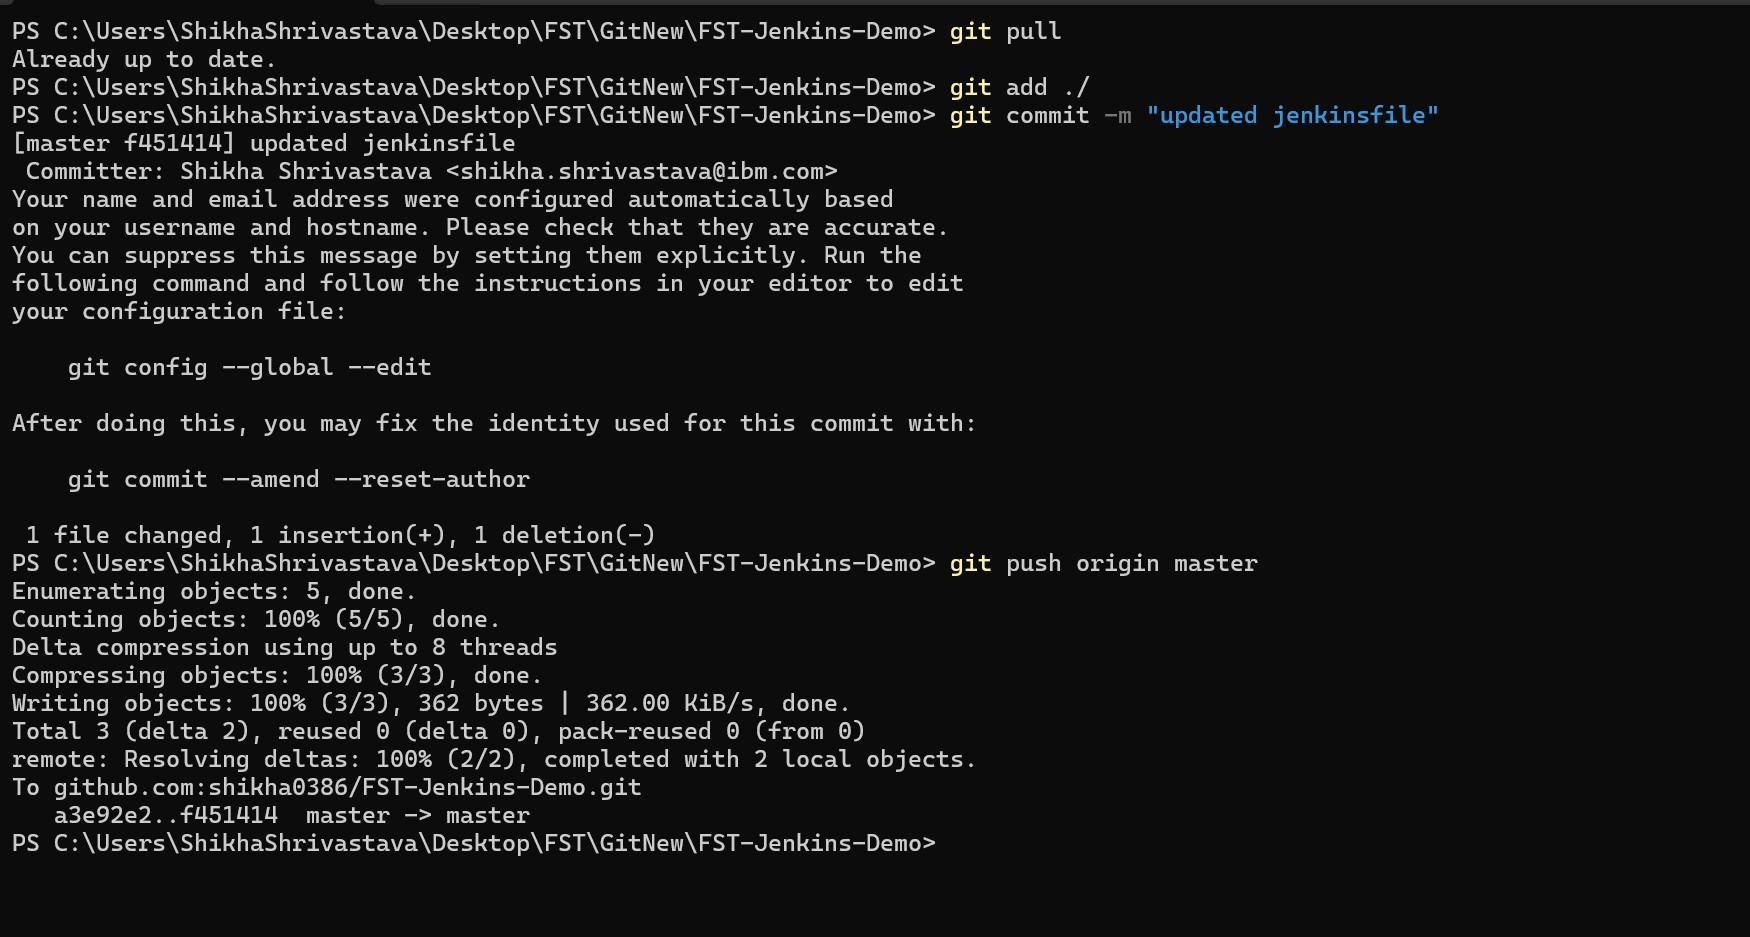 PS C:\Users\ShikhaShrivastava\Desktop\FST\GitNew\FST-Jenkins-Demo> git pull
Already up to date.
PS C:\Users\ShikhaShrivastava\Desktop\FST\GitNew\FST-Jenkins-Demo> git add ./
PS C:\Users\ShikhaShrivastava\Desktop\FST\GitNew\FST-Jenkins-Demo> git commit -m "updated jenkinsfile"
[master f451414] updated jenkinsfile
 Committer: Shikha Shrivastava <shikha.shrivastava@ibm.com>
Your name and email address were configured automatically based
on your username and hostname. Please check that they are accurate.
You can suppress this message by setting them explicitly. Run the
following command and follow the instructions in your editor to edit
your configuration file:

    git config --global --edit

After doing this, you may fix the identity used for this commit with:

    git commit --amend --reset-author

 1 file changed, 1 insertion(+), 1 deletion(-)
PS C:\Users\ShikhaShrivastava\Desktop\FST\GitNew\FST-Jenkins-Demo> git push origin master
Enumerating objects: 5, done.
Counting objects: 100% (5/5), done.
Delta compression using up to 8 threads
Compressing objects: 100% (3/3), done.
Writing objects: 100% (3/3), 362 bytes | 362.00 KiB/s, done.
Total 3 (delta 2), reused 0 (delta 0), pack-reused 0 (from 0)
remote: Resolving deltas: 100% (2/2), completed with 2 local objects.
To github.com:shikha0386/FST-Jenkins-Demo.git
   a3e92e2..f451414  master -> master
PS C:\Users\ShikhaShrivastava\Desktop\FST\GitNew\FST-Jenkins-Demo>